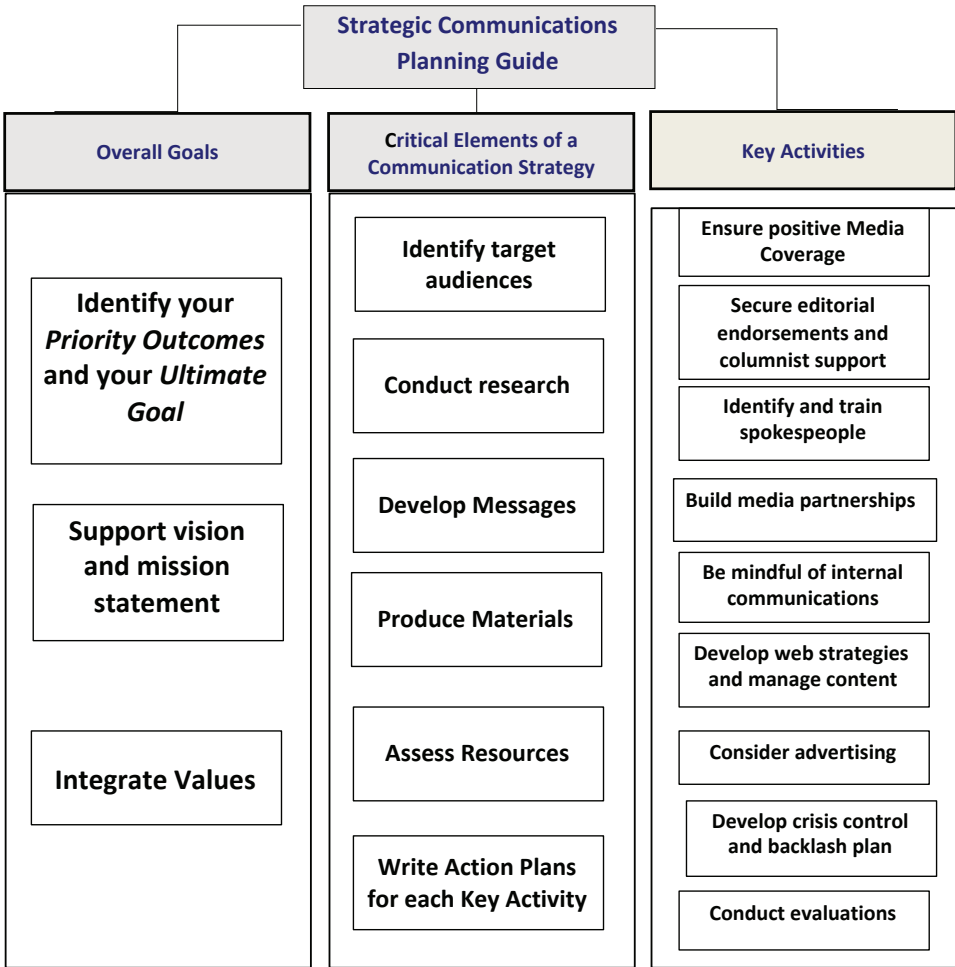 Strategic Communications
Planning Guide
Overall Goals
Identify your
Priority Outcomes
and your Ultimate
Goal
Support vision
and mission
statement
Integrate Values
Critical Elements of a
Communication Strategy
Identify target
audiences
Conduct research
Develop Messages
Produce Materials
Assess Resources
Write Action Plans
for each Key Activity
Key Activities
Ensure positive Media
Coverage
Secure editorial
endorsements and
columnist support
Identify and train
spokespeople
Build media partnerships
Be mindful of internal
communications
Develop web strategies
and manage content
Consider advertising
Develop crisis control
and backlash plan
Conduct evaluations